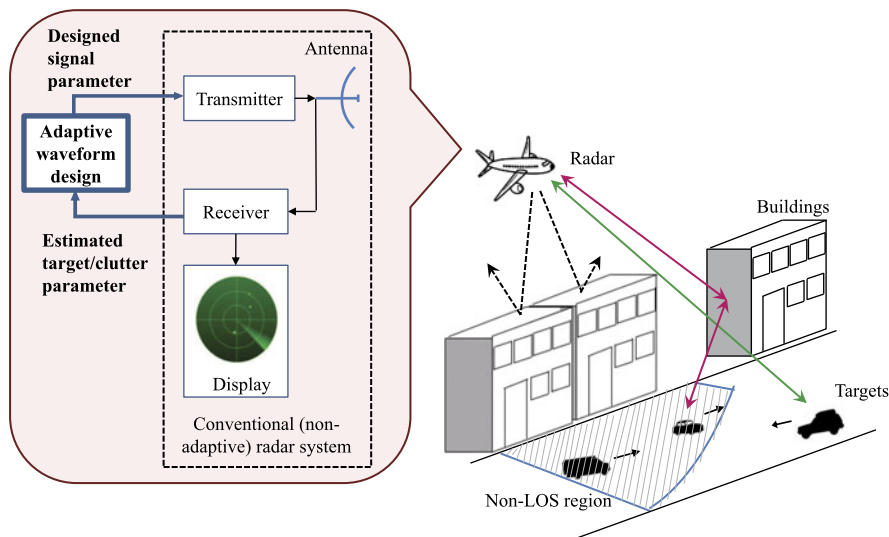 Designed
signal
parameter
Antenna
Transmitter
Adaptive
waveform
design
Receiver
Estimated
target/clutter
parameter
Display
Conventional (non-
adaptive) radar system
Radar
Buildings
Targets
Non-LOS region